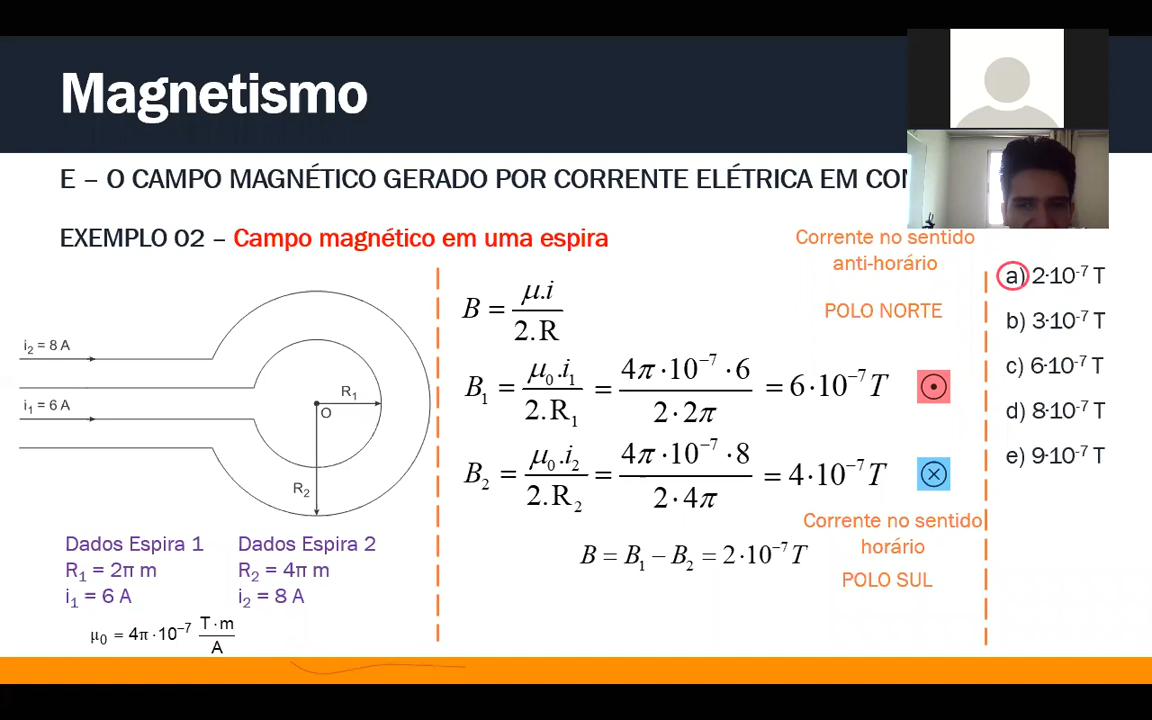 Magnetismo
E – O CAMPO MAGNÉTICO GERADO POR CORRENTE ELÉTRICA EM CON
EXEMPLO 02 – Campo magnético em uma espira
i₂ = 8 A
i₁ = 6 A
R₁
O
R₂
Dados Espira 1
R₁ = 2π m
i₁ = 6 A
Dados Espira 2
R₂ = 4π m
i₂ = 8 A
μ₀ = 4π·10⁻⁷ T·m/A
B = μ.i / 2.R
B₁ = μ₀.i₁ / 2.R₁ = 4π·10⁻⁷·6 / 2·2π = 6·10⁻⁷ T
B₂ = μ₀.i₂ / 2.R₂ = 4π·10⁻⁷·8 / 2·4π = 4·10⁻⁷ T
B = B₁ − B₂ = 2·10⁻⁷ T
Corrente no sentido
anti-horário
POLO NORTE
Corrente no sentido
horário
POLO SUL
a) 2·10⁻⁷ T
b) 3·10⁻⁷ T
c) 6·10⁻⁷ T
d) 8·10⁻⁷ T
e) 9·10⁻⁷ T